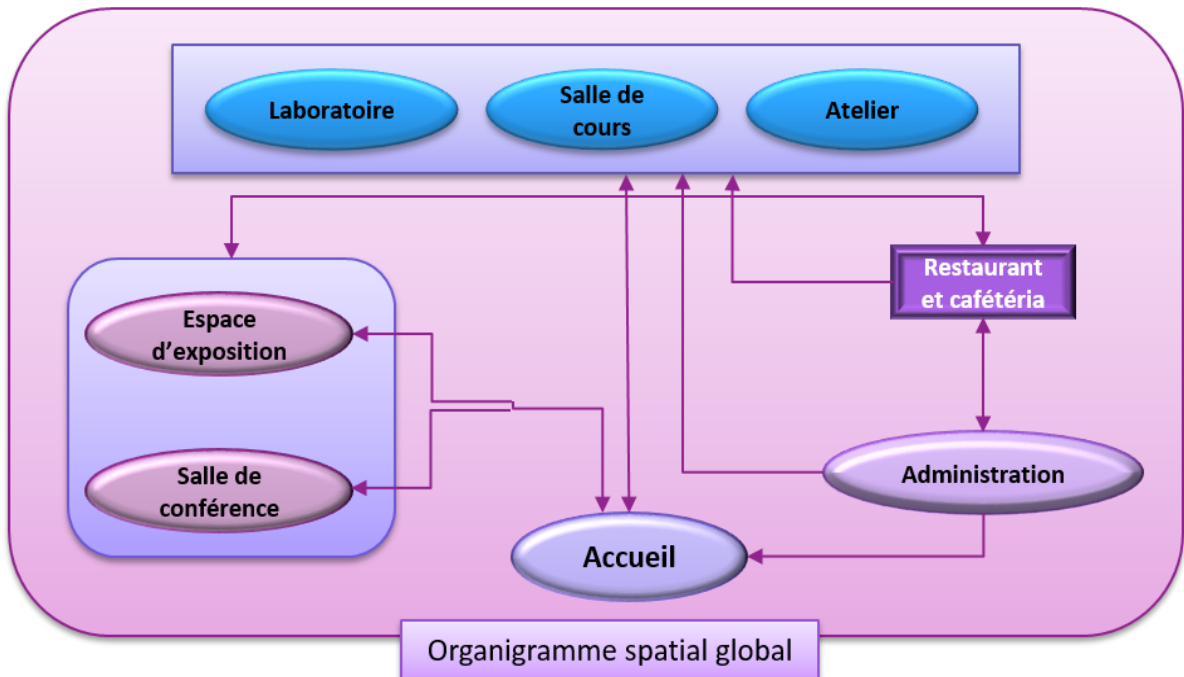 Laboratoire
Salle de
cours
Atelier
Restaurant
et cafétéria
Espace
d’exposition
Salle de
conférence
Administration
Accueil
Organigramme spatial global